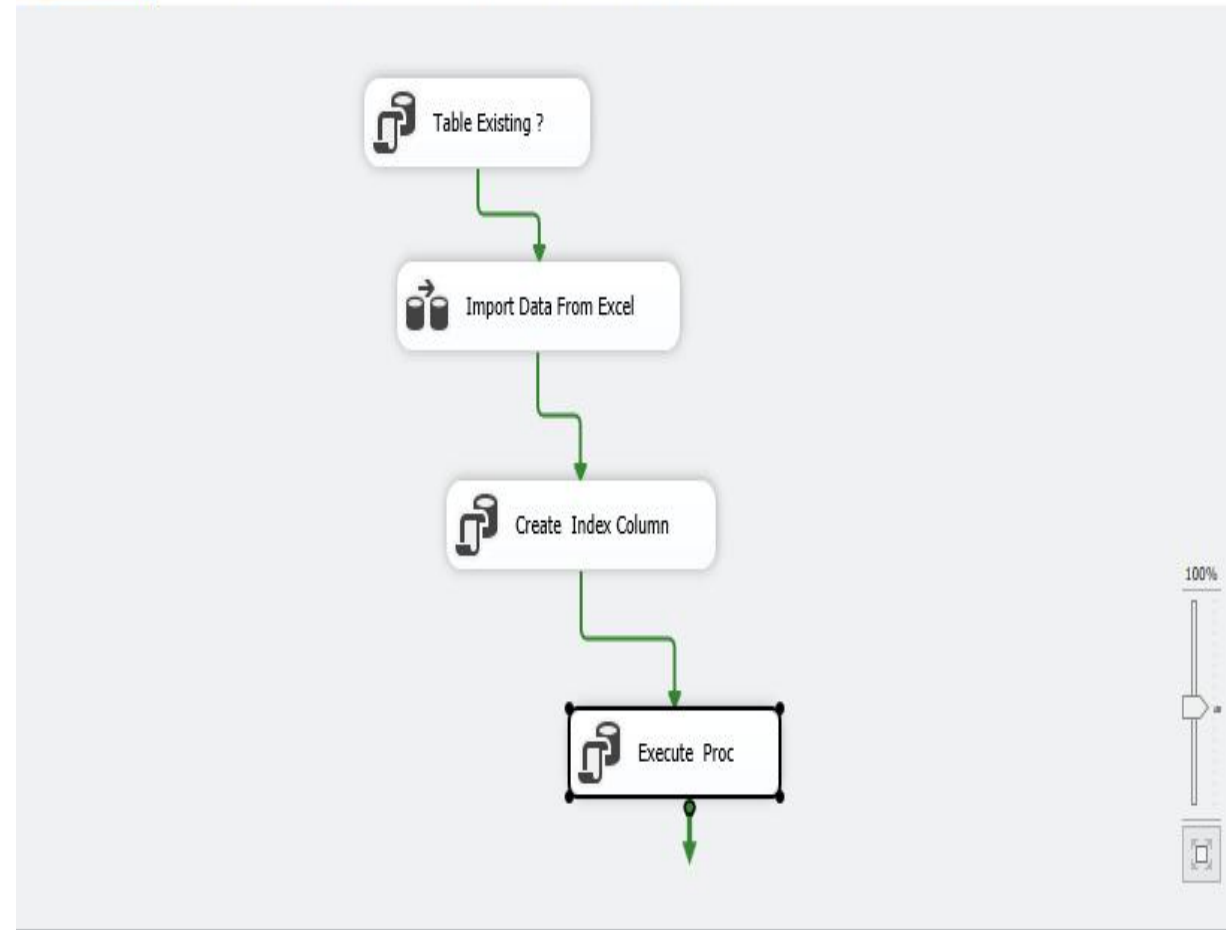 Table Existing ?
Import Data From Excel
Create Index Column
100%
Execute Proc